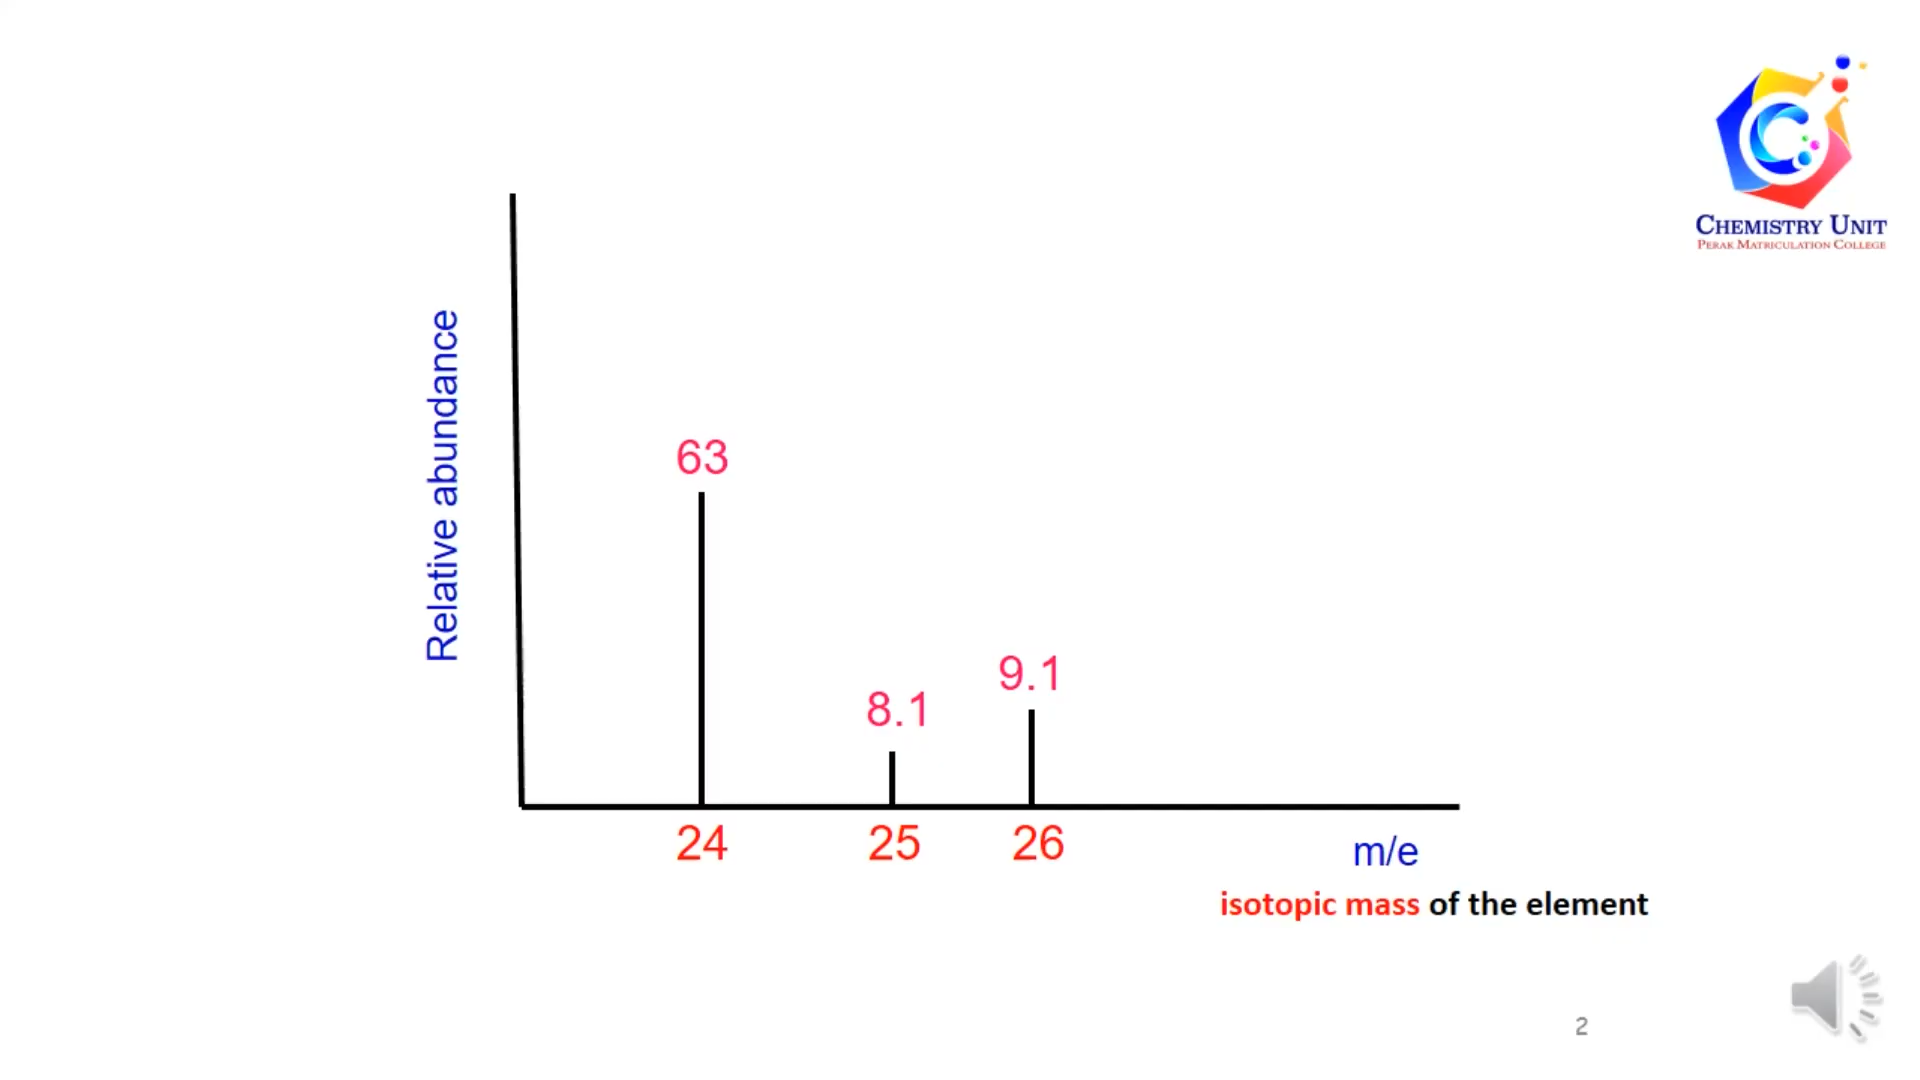 CHEMISTRY UNIT
PERAK MATRICULATION COLLEGE
Relative abundance
63
8.1
9.1
24 25 26
m/e
isotopic mass of the element
2